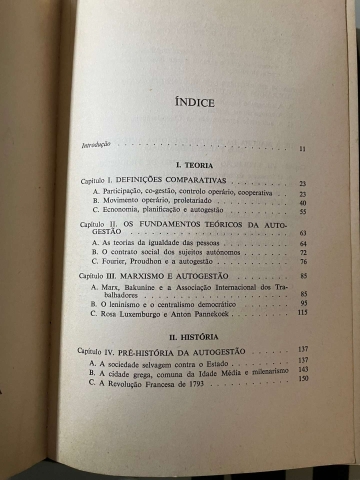 ÍNDICE
Introdução . . . . . . . . . . . . . . . . . . 11
I. TEORIA
Capítulo I. DEFINIÇÕES COMPARATIVAS . . . . . . 23
A. Participação, co-gestão, controlo operário, cooperativa . 23
B. Movimento operário, proletariado . . . . . . 40
C. Ecnonomia, planificação e autogestão . . . . . 55
Capítulo II. OS FUNDAMENTOS TEÓRICOS DA AUTO-
GESTÃO . . . . . . . . . . . . . . . 63
A. As teorias da igualdade das pessoas . . . . . 64
B. O contrato social dos sujeitos autónomos . . . . 72
C. Fourier, Proudhon e a autogestão . . . . . . 76
Capítulo III. MARXISMO E AUTOGESTÃO . . . . . . 85
A. Marx, Bakunine e a Associação Internacional dos Tra-
balhadores . . . . . . . . . . . . . . 85
B. O leninismo e o centralismo democrático . . . . 95
C. Rosa Luxemburgo e Anton Pannekoek . . . . . 115
II. HISTÓRIA
Capítulo IV. PRÉ-HISTÓRIA DA AUTOGESTÃO . . . . . 137
A. A sociedade selvagem contra o Estado . . . . . 137
B. A cidade grega, comuna da Idade Média e milenarismo 143
C. A Revolução Francesa de 1793 . . . . . . . 150